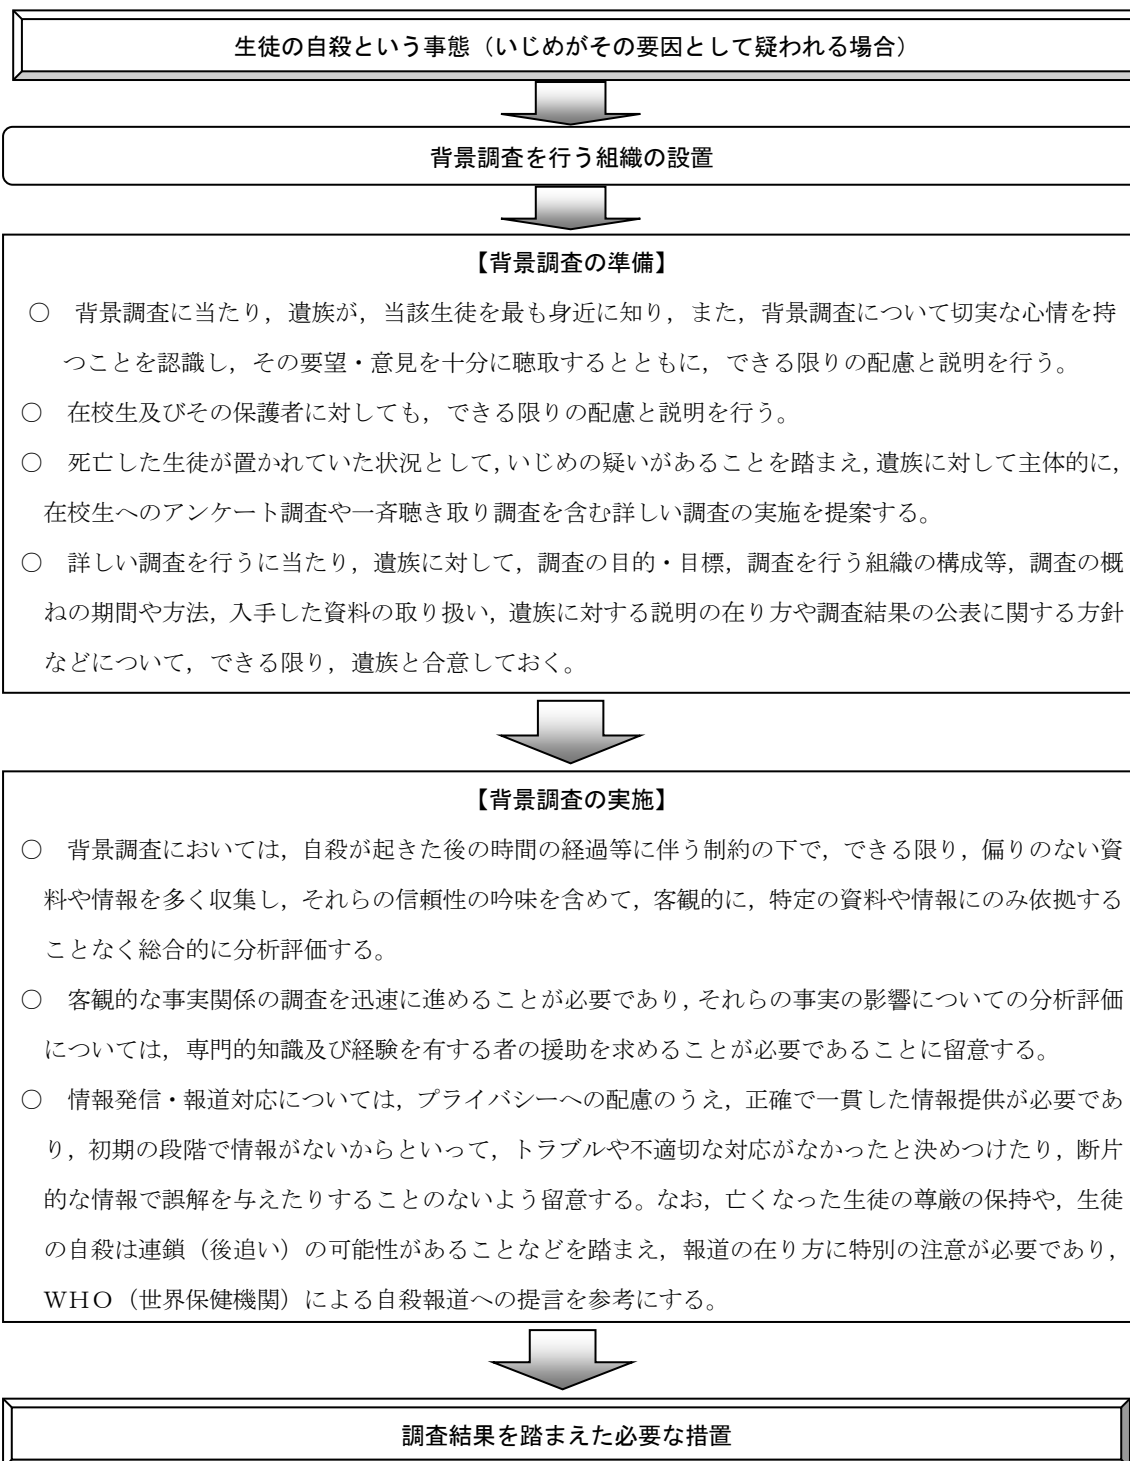 生徒の自殺という事態（いじめがその要因として疑われる場合）
背景調査を行う組織の設置
【背景調査の準備】
○　背景調査に当たり，遺族が，当該生徒を最も身近に知り，また，背景調査について切実な心情を持
つことを認識し，その要望・意見を十分に聴取するとともに，できる限りの配慮と説明を行う。
○　在校生及びその保護者に対しても，できる限りの配慮と説明を行う。
○　死亡した生徒が置かれていた状況として，いじめの疑いがあることを踏まえ，遺族に対して主体的に，
在校生へのアンケート調査や一斉聴き取り調査を含む詳しい調査の実施を提案する。
○　詳しい調査を行うに当たり，遺族に対して，調査の目的・目標，調査を行う組織の構成等，調査の概
ねの期間や方法，入手した資料の取り扱い，遺族に対する説明の在り方や調査結果の公表に関する方針
などについて，できる限り，遺族と合意しておく。
【背景調査の実施】
○　背景調査においては，自殺が起きた後の時間の経過等に伴う制約の下で，できる限り，偏りのない資
料や情報を多く収集し，それらの信頼性の吟味を含めて，客観的に，特定の資料や情報にのみ依拠する
ことなく総合的に分析評価する。
○　客観的な事実関係の調査を迅速に進めることが必要であり，それらの事実の影響についての分析評価
については，専門的知識及び経験を有する者の援助を求めることが必要であることに留意する。
○　情報発信・報道対応については，プライバシーへの配慮のうえ，正確で一貫した情報提供が必要であ
り，初期の段階で情報がないからといって，トラブルや不適切な対応がなかったと決めつけたり，断片
的な情報で誤解を与えたりすることのないよう留意する。なお，亡くなった生徒の尊厳の保持や，生徒
の自殺は連鎖（後追い）の可能性があることなどを踏まえ，報道の在り方に特別の注意が必要であり，
ＷＨＯ（世界保健機関）による自殺報道への提言を参考にする。
調査結果を踏まえた必要な措置